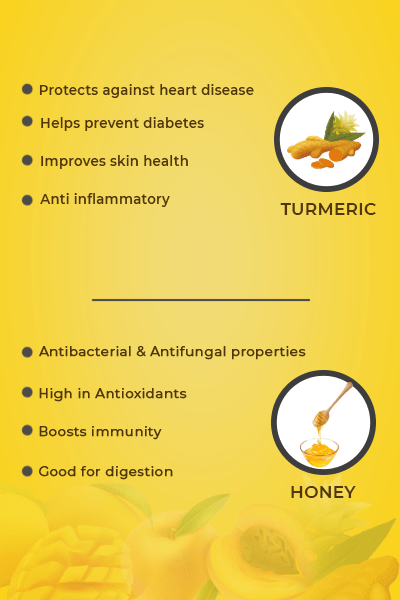 Protects against heart disease
Helps prevent diabetes
Improves skin health
Anti inflammatory
TURMERIC
Antibacterial & Antifungal properties
High in Antioxidants
Boosts immunity
Good for digestion
HONEY